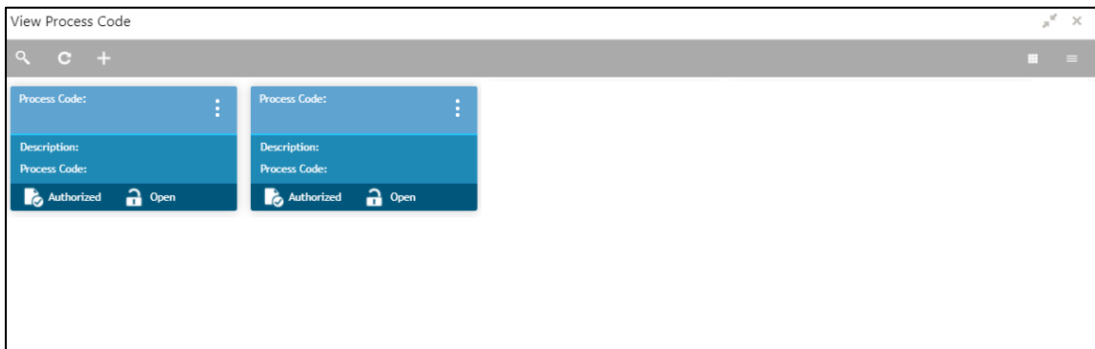 View Process Code
Process Code:
Description:
Process Code:
Authorized Open
Process Code:
Description:
Process Code:
Authorized Open